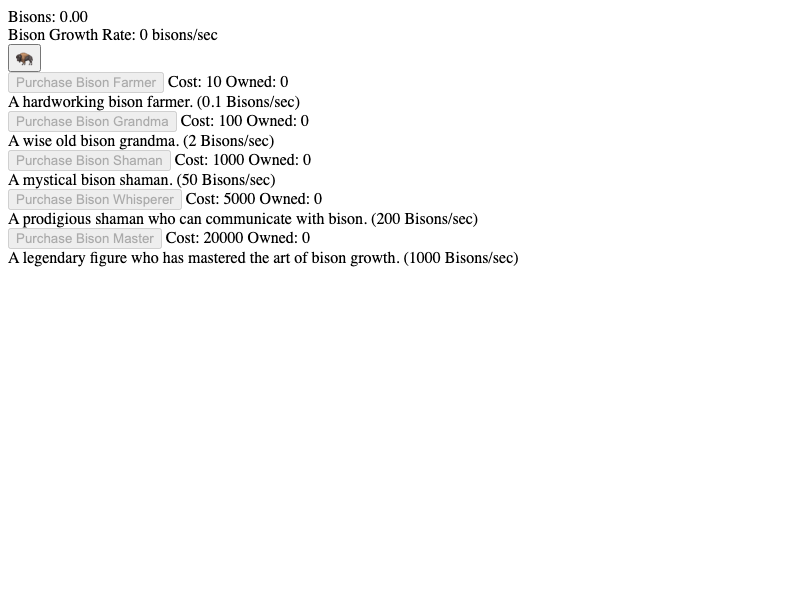 Bisons: 0.00
Bison Growth Rate: 0 bisons/sec
Purchase Bison Farmer Cost: 10 Owned: 0
A hardworking bison farmer. (0.1 Bisons/sec)
Purchase Bison Grandma Cost: 100 Owned: 0
A wise old bison grandma. (2 Bisons/sec)
Purchase Bison Shaman Cost: 1000 Owned: 0
A mystical bison shaman. (50 Bisons/sec)
Purchase Bison Whisperer Cost: 5000 Owned: 0
A prodigious shaman who can communicate with bison. (200 Bisons/sec)
Purchase Bison Master Cost: 20000 Owned: 0
A legendary figure who has mastered the art of bison growth. (1000 Bisons/sec)